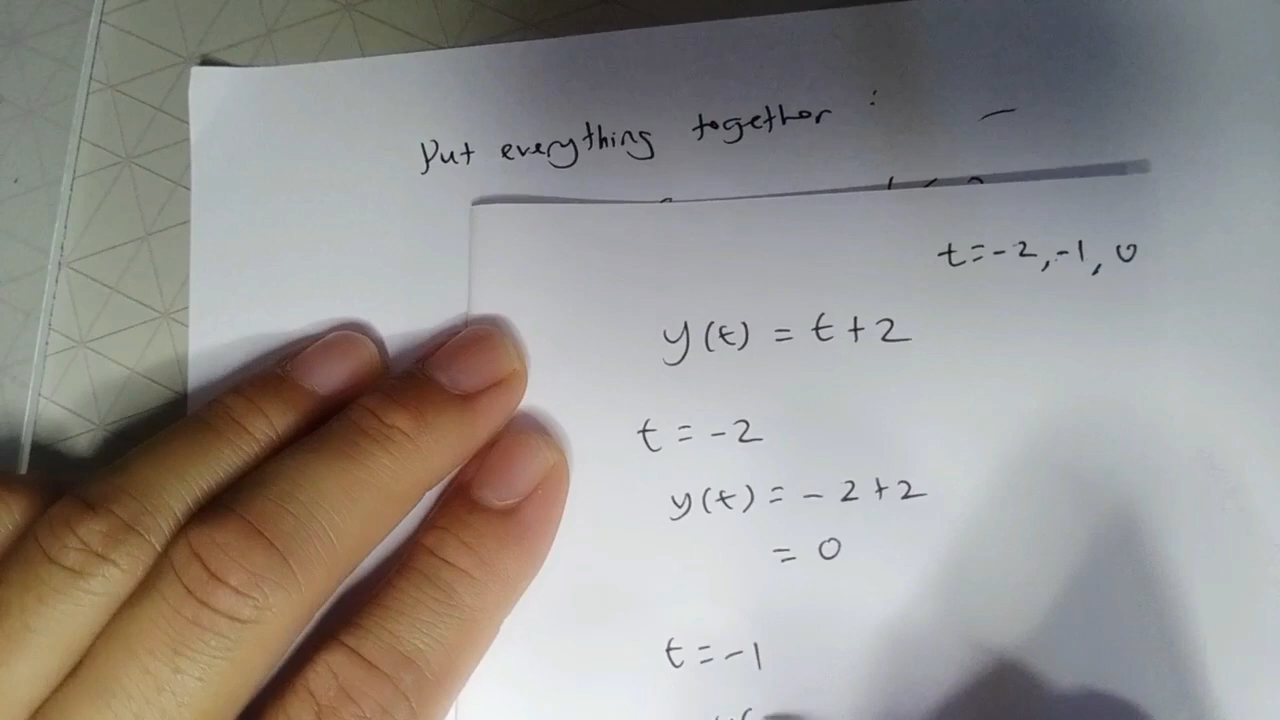 Put everything together :
t=-2,-1, 0
y(t) = t+2
t = -2
y(t) = -2+2
= 0
t = -1